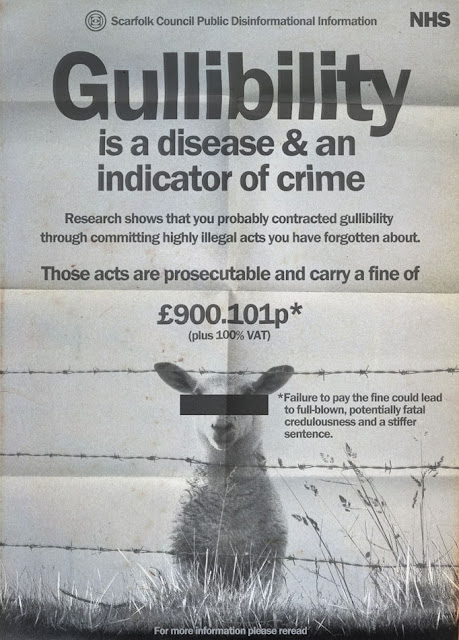 Scarfolk Council Public Disinformational Information
NHS
Gullibility
is a disease & an
indicator of crime
Research shows that you probably contracted gullibility
through committing highly illegal acts you have forgotten about.
Those acts are prosecutable and carry a fine of
£900.101p*
(plus 100% VAT)
*Failure to pay the fine could lead
to full-blown, potentially fatal
credulousness and a stiffer
sentence.
For more information please reread